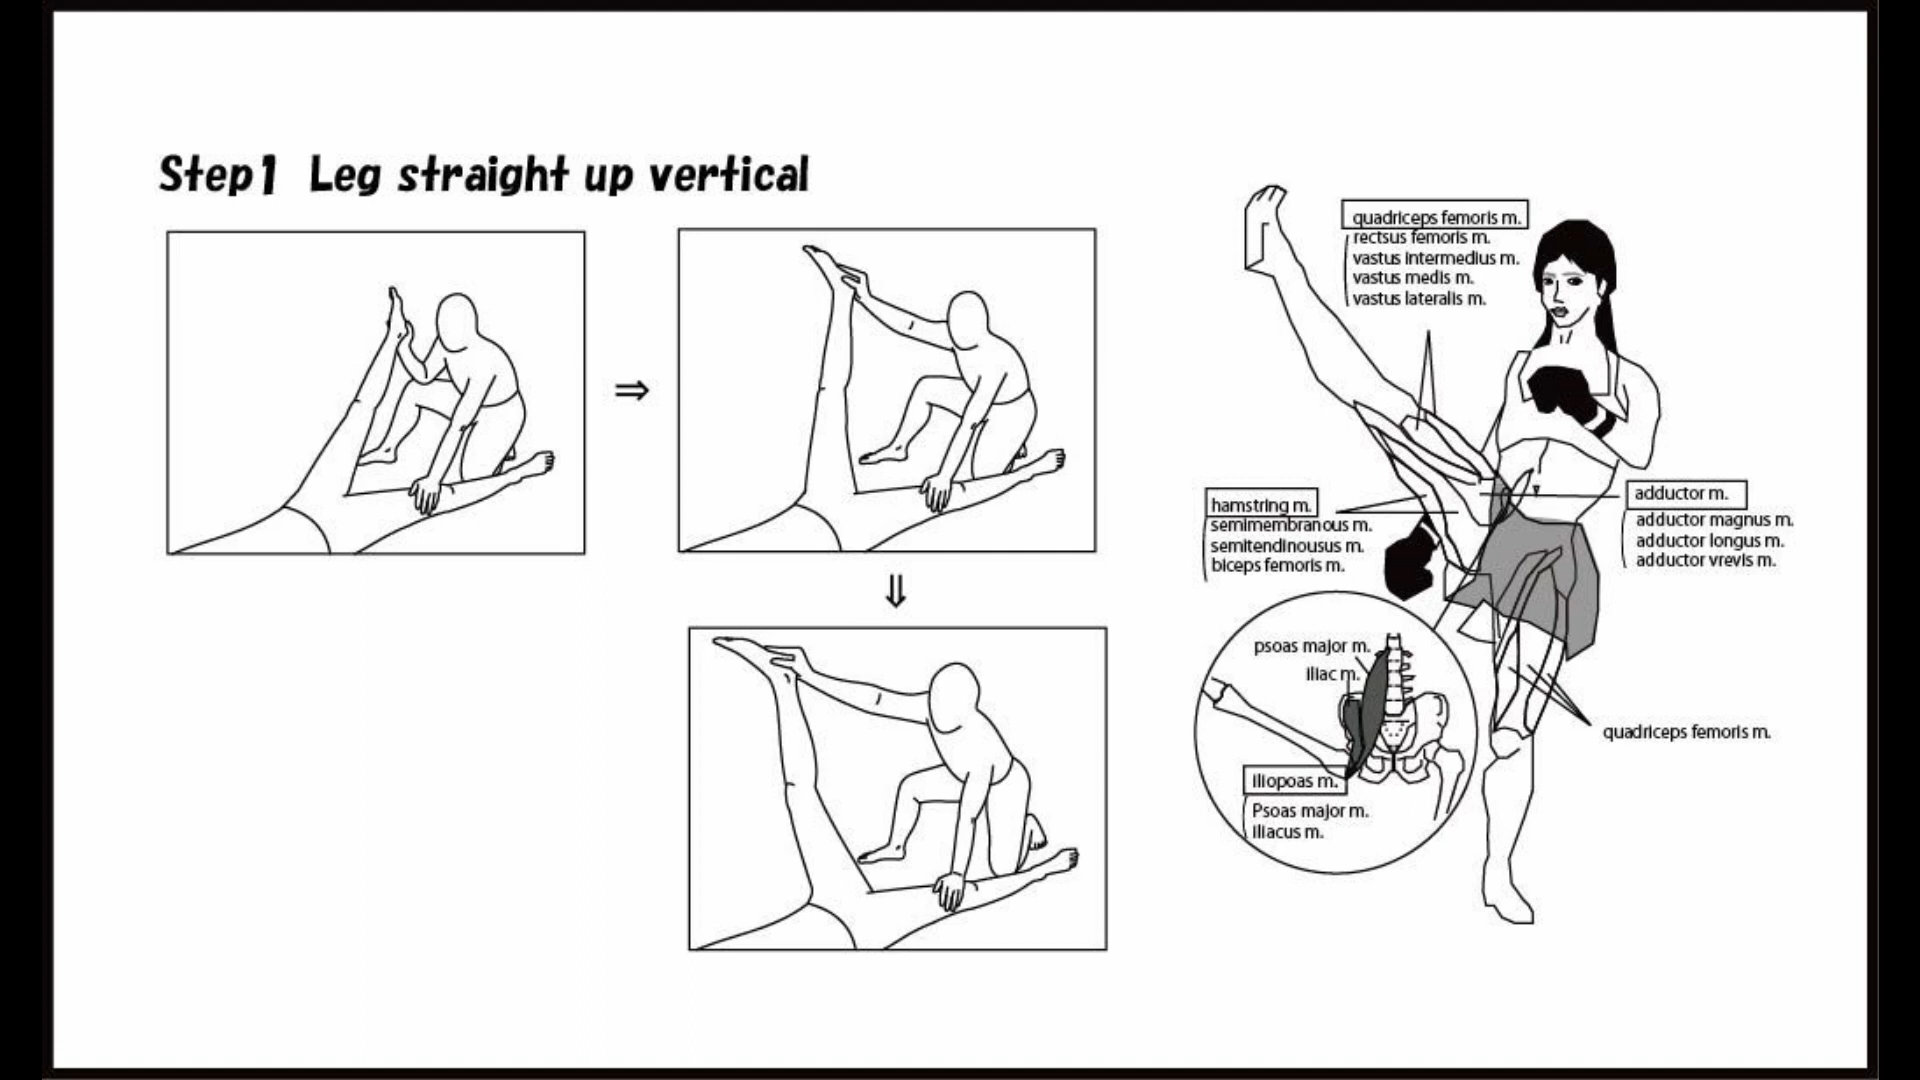 Step1 Leg straight up vertical
⇒
⇓
quadriceps femoris m.
rectsus femoris m.
vastus intermedius m.
vastus medis m.
vastus lateralis m.
hamstring m.
semimembranous m.
semitendinousus m.
biceps femoris m.
adductor m.
adductor magnus m.
adductor longus m.
adductor vrevis m.
psoas major m.
iliac m.
iliopoas m.
Psoas major m.
iliacus m.
quadriceps femoris m.